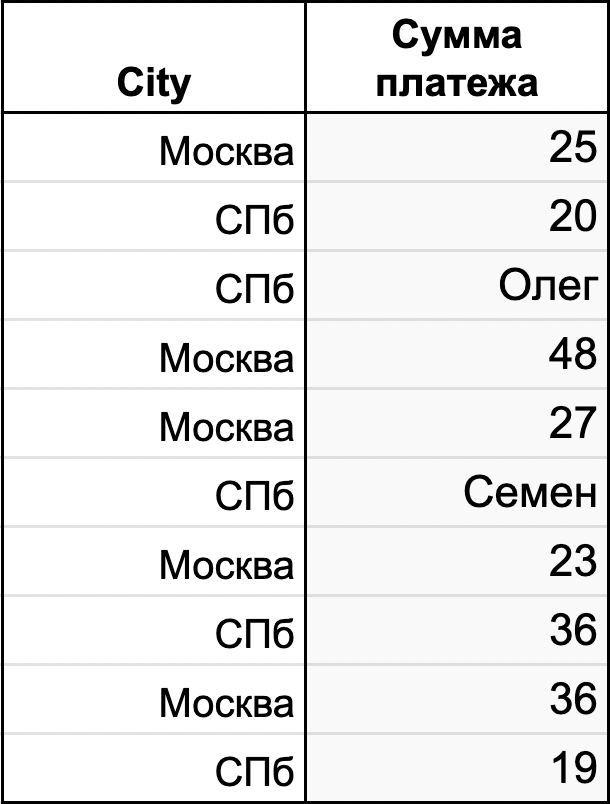 City Сумма
платежа
Москва 25
СПб 20
СПб Олег
Москва 48
Москва 27
СПб Семен
Москва 23
СПб 36
Москва 36
СПб 19